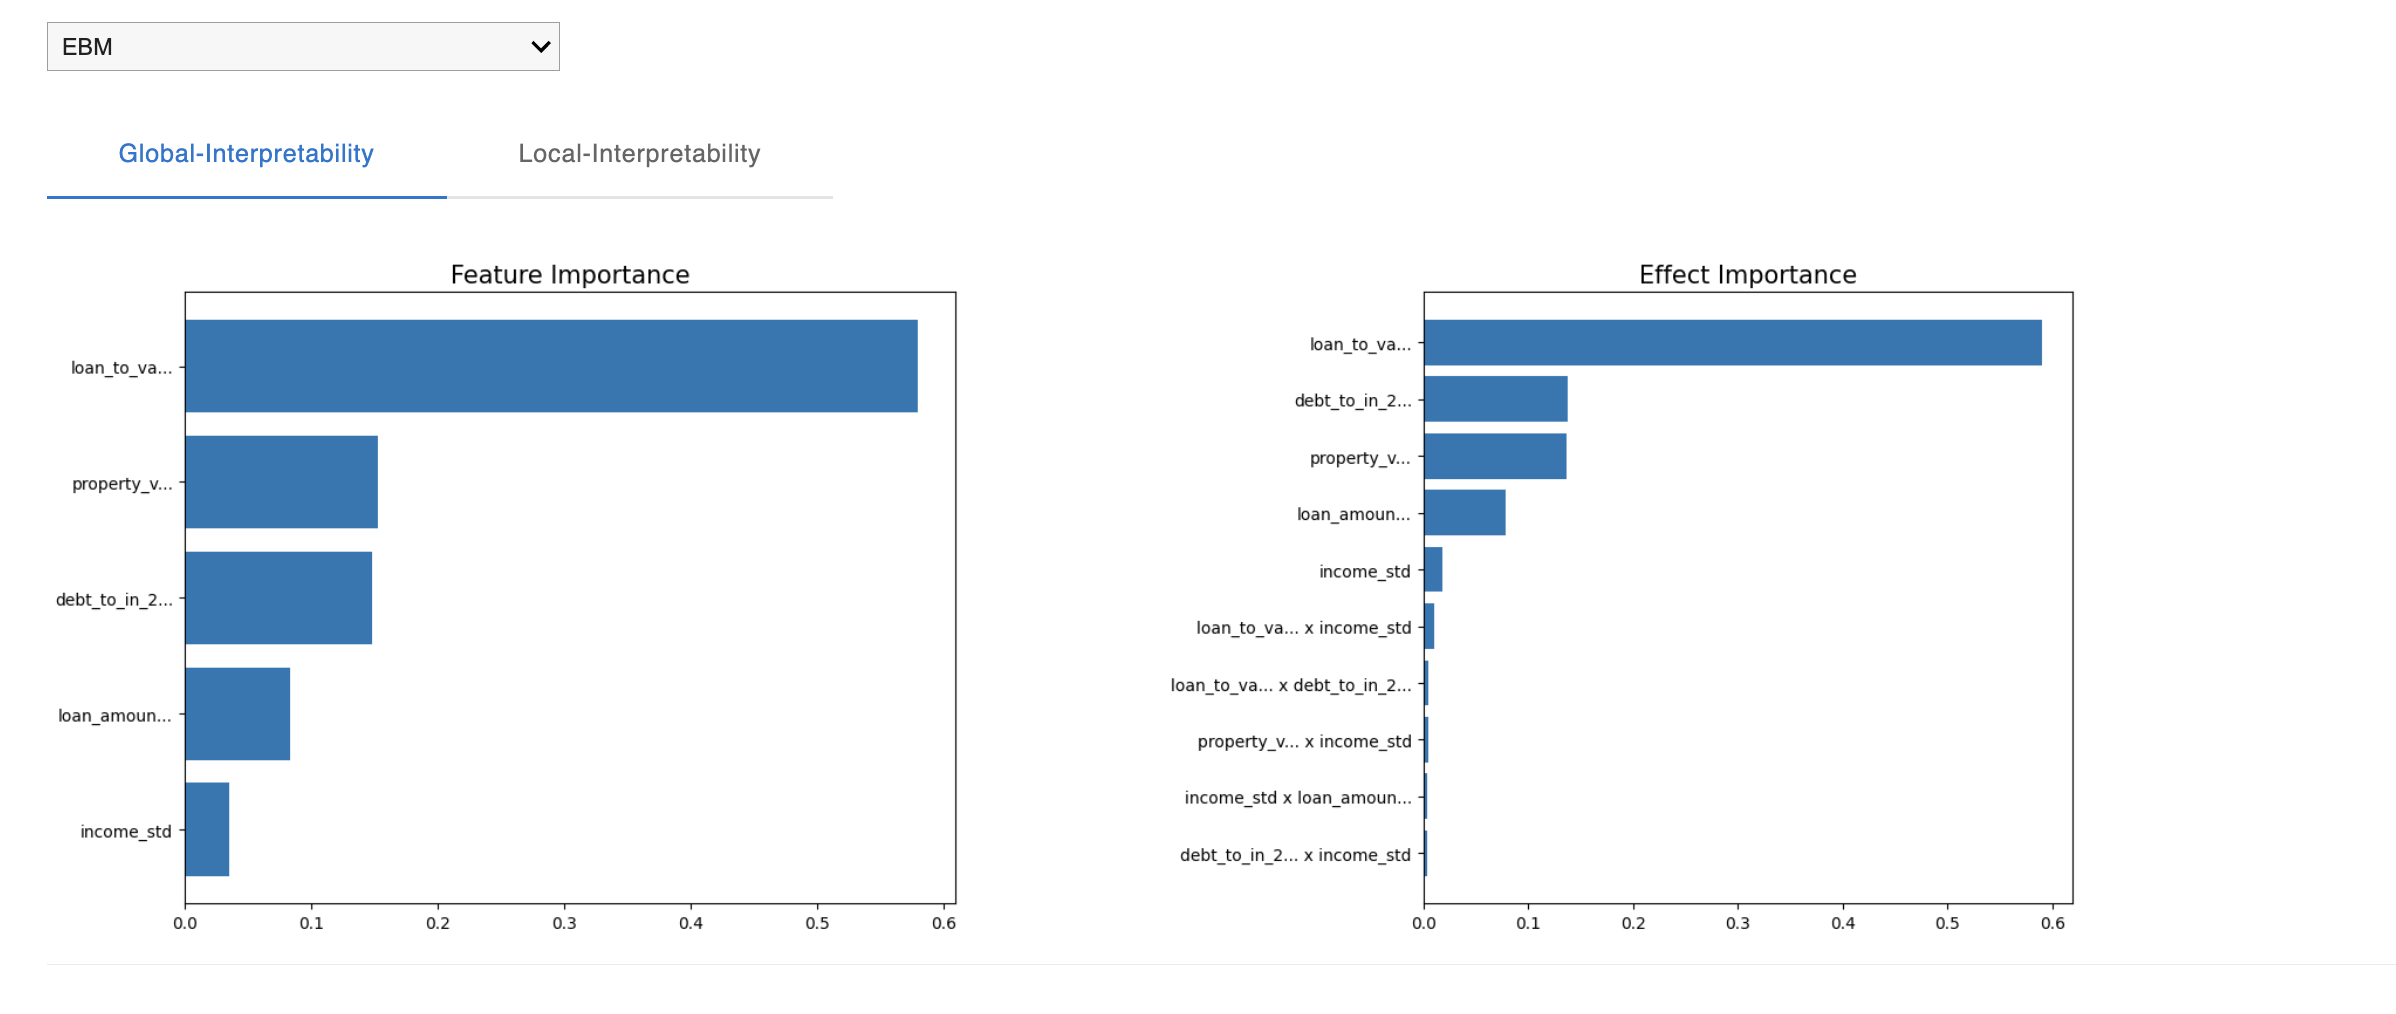 EBM
Global-Interpretability
Local-Interpretability
Feature Importance
loan_to_va...
property_v...
debt_to_in_2...
loan_amoun...
income_std
0.0 0.1 0.2 0.3 0.4 0.5 0.6
Effect Importance
loan_to_va...
debt_to_in_2...
property_v...
loan_amoun...
income_std
loan_to_va... x income_std
loan_to_va... x debt_to_in_2...
property_v... x income_std
income_std x loan_amoun...
debt_to_in_2... x income_std
0.0 0.1 0.2 0.3 0.4 0.5 0.6